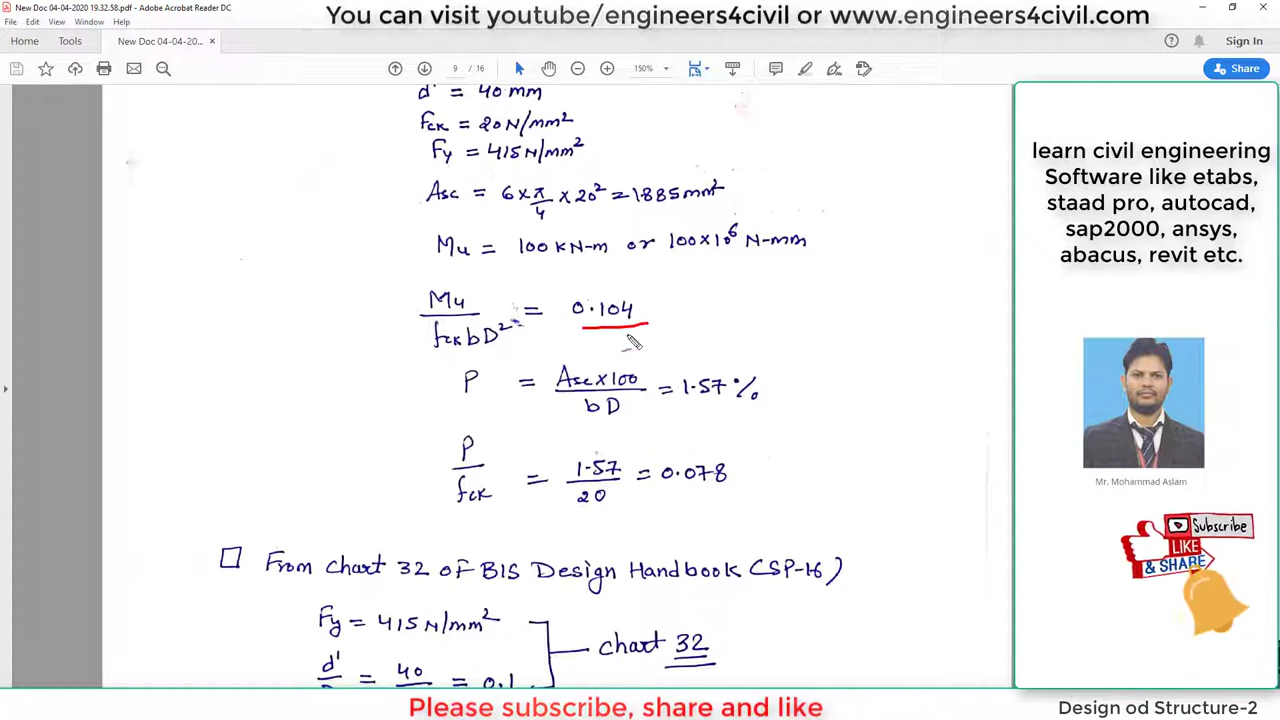 New Doc 04-04-2020 19.32.58.pdf - Adobe Acrobat Reader DC
You can visit youtube/engineers4civil or www.engineers4civil.com
File Edit View Window Help
Home Tools New Doc 04-04-20... × Sign In
9 / 16 150% Share
d' = 40 mm
fck = 20 N/mm²
Fy = 415 N/mm²
Asc = 6 × π/4 × 20² = 1885 mm²
Mu = 100 kN-m or 100×10⁶ N-mm
Mu/fck bD² = 0.104
P = Asc×100/bD = 1.57 %
P/fck = 1.57/20 = 0.078
□ From chart 32 OF BIS Design Handbook (SP-16)
Fy = 415 N/mm²
chart 32
d'/D = 40/ = 0.1
learn civil engineering
Software like etabs,
staad pro, autocad,
sap2000, ansys,
abacus, revit etc.
Mr. Mohammad Aslam
Subscribe
LIKE
& SHARE
Please subscribe, share and like
Design od Structure-2